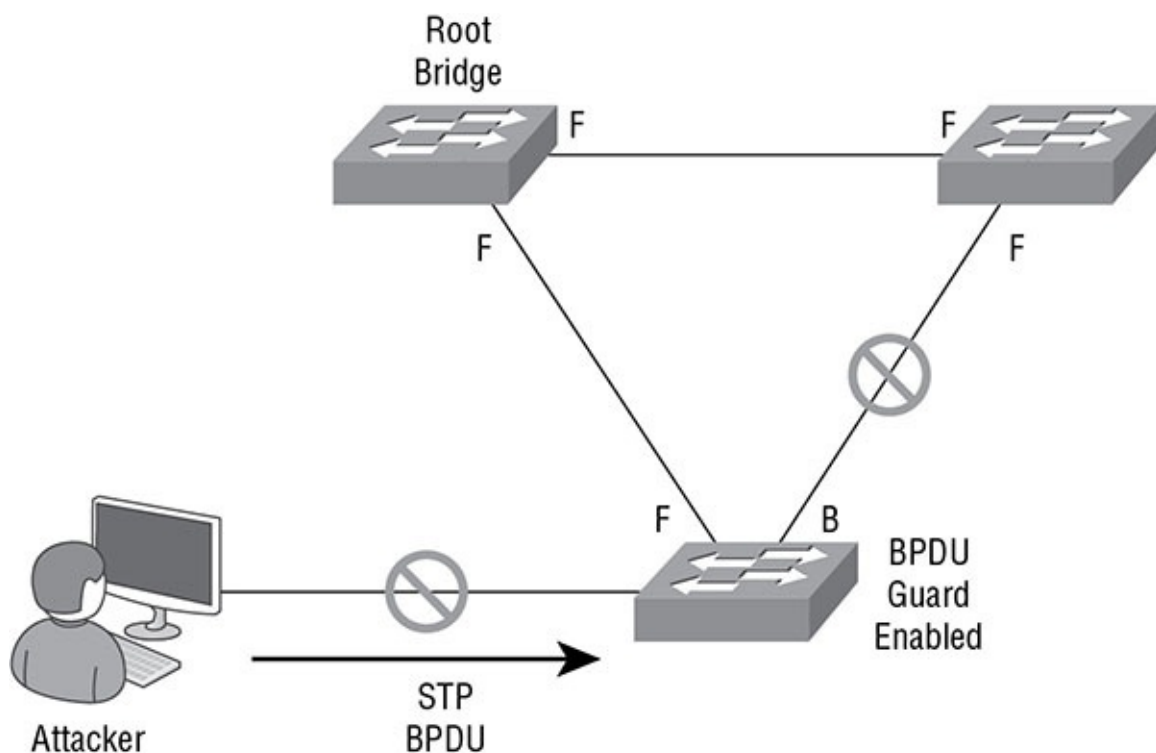 Root
Bridge
F
F
F
F
F
B
BPDU
Guard
Enabled
STP
BPDU
Attacker